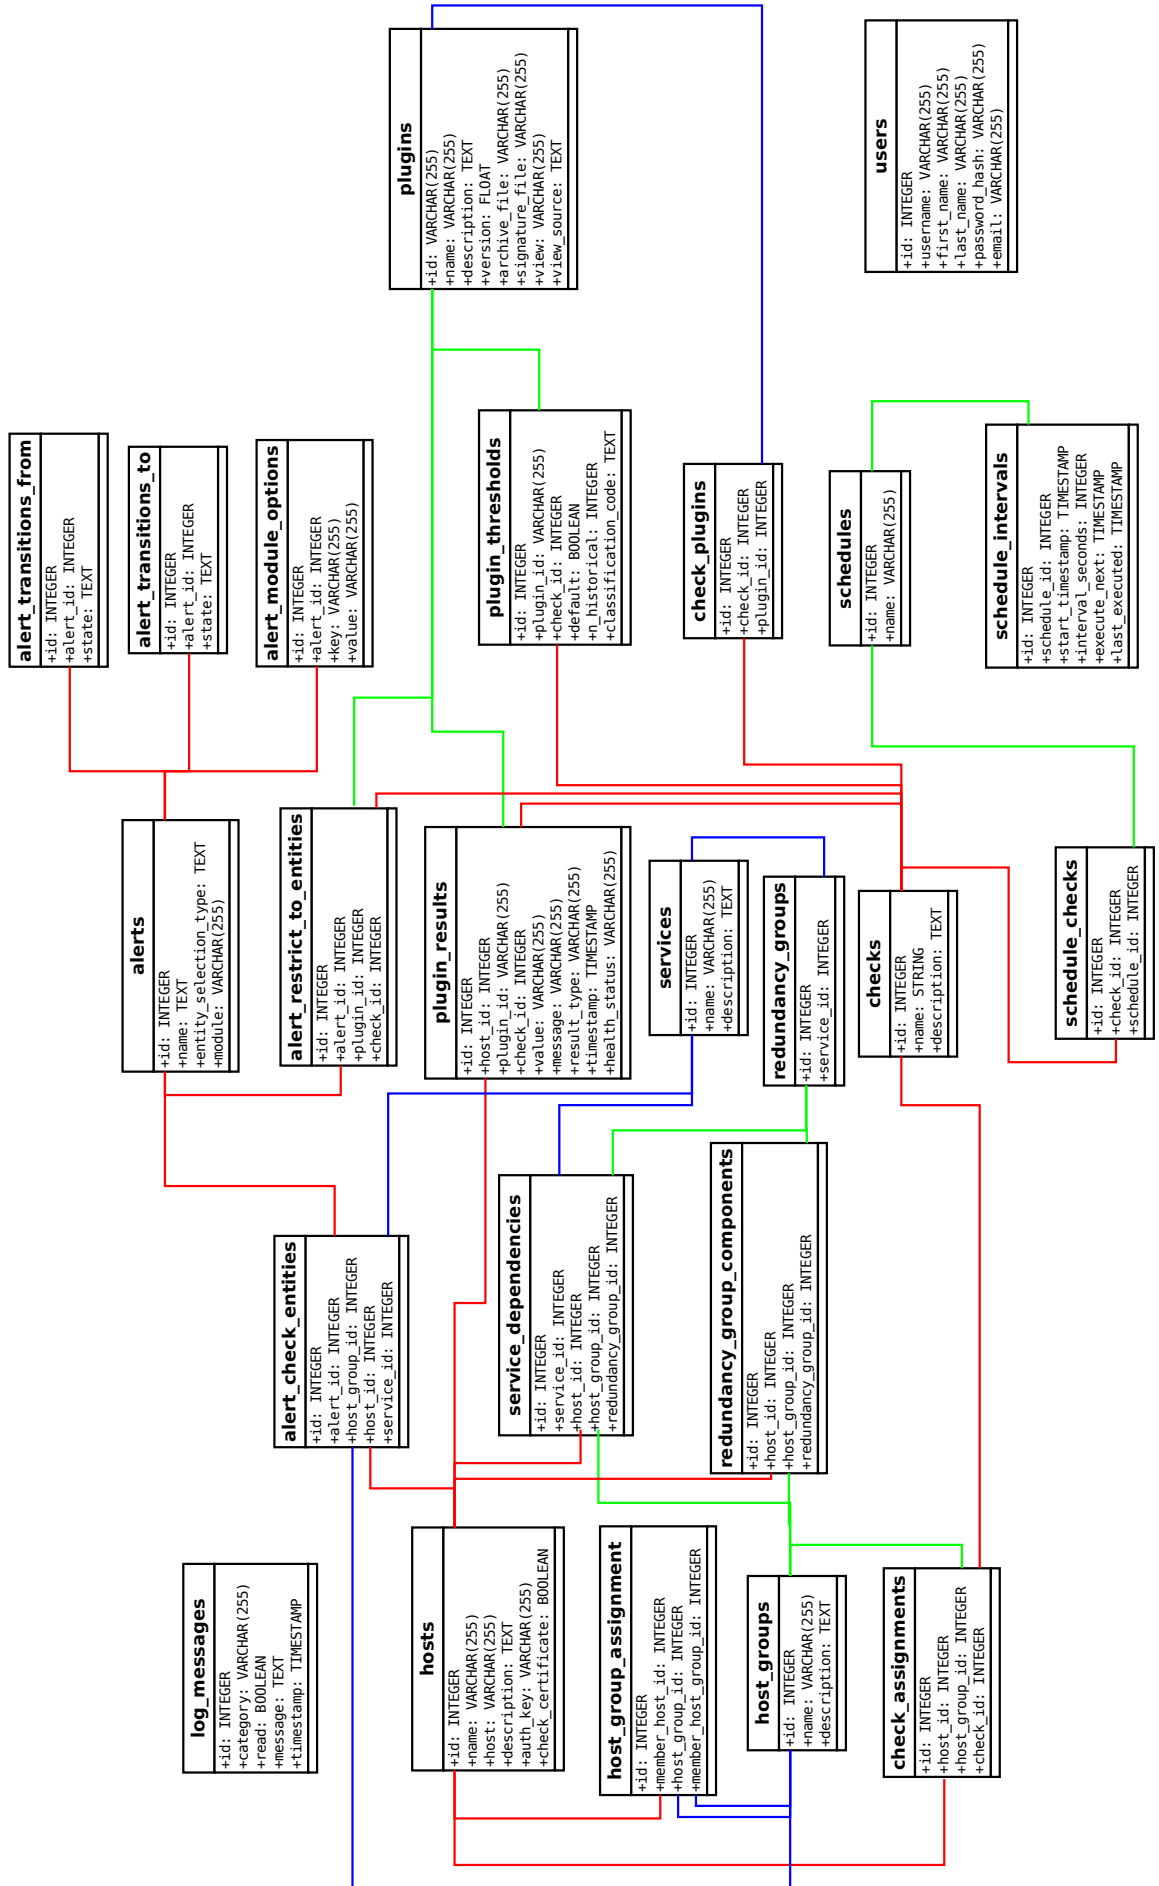 plugins
+id: VARCHAR(255)
+name: VARCHAR(255)
+description: TEXT
+version: FLOAT
+archive_file: VARCHAR(255)
+signature_file: VARCHAR(255)
+view: VARCHAR(255)
+view_source: TEXT
users
+id: INTEGER
+username: VARCHAR(255)
+first_name: VARCHAR(255)
+last_name: VARCHAR(255)
+password_hash: VARCHAR(255)
+email: VARCHAR(255)
alert_transitions_from
+id: INTEGER
+alert_id: INTEGER
+state: TEXT
alert_transitions_to
+id: INTEGER
+alert_id: INTEGER
+state: TEXT
alert_module_options
+id: INTEGER
+alert_id: INTEGER
+key: VARCHAR(255)
+value: VARCHAR(255)
plugin_thresholds
+id: INTEGER
+plugin_id: VARCHAR(255)
+check_id: INTEGER
+default: BOOLEAN
+n_historical: INTEGER
+classification_code: TEXT
check_plugins
+id: INTEGER
+check_id: INTEGER
+plugin_id: INTEGER
schedules
+id: INTEGER
+name: VARCHAR(255)
schedule_intervals
+id: INTEGER
+schedule_id: INTEGER
+start_timestamp: TIMESTAMP
+interval_seconds: INTEGER
+execute_next: TIMESTAMP
+last_executed: TIMESTAMP
alerts
+id: INTEGER
+name: TEXT
+entity_selection_type: TEXT
+module: VARCHAR(255)
alert_restrict_to_entities
+id: INTEGER
+alert_id: INTEGER
+plugin_id: INTEGER
+check_id: INTEGER
plugin_results
+id: INTEGER
+host_id: INTEGER
+plugin_id: VARCHAR(255)
+check_id: INTEGER
+value: VARCHAR(255)
+message: VARCHAR(255)
+result_type: VARCHAR(255)
+timestamp: TIMESTAMP
+health_status: VARCHAR(255)
services
+id: INTEGER
+name: VARCHAR(255)
+description: TEXT
redundancy_groups
+id: INTEGER
+service_id: INTEGER
checks
+id: INTEGER
+name: STRING
+description: TEXT
schedule_checks
+id: INTEGER
+check_id: INTEGER
+schedule_id: INTEGER
alert_check_entities
+id: INTEGER
+alert_id: INTEGER
+host_group_id: INTEGER
+host_id: INTEGER
+service_id: INTEGER
service_dependencies
+id: INTEGER
+service_id: INTEGER
+host_id: INTEGER
+host_group_id: INTEGER
+redundancy_group_id: INTEGER
redundancy_group_components
+id: INTEGER
+host_id: INTEGER
+host_group_id: INTEGER
+redundancy_group_id: INTEGER
log_messages
+id: INTEGER
+category: VARCHAR(255)
+read: BOOLEAN
+message: TEXT
+timestamp: TIMESTAMP
hosts
+id: INTEGER
+name: VARCHAR(255)
+host: VARCHAR(255)
+description: TEXT
+auth_key: VARCHAR(255)
+check_certificate: BOOLEAN
host_group_assignment
+id: INTEGER
+member_host_id: INTEGER
+host_group_id: INTEGER
+member_host_group_id: INTEGER
host_groups
+id: INTEGER
+name: VARCHAR(255)
+description: TEXT
check_assignments
+id: INTEGER
+host_id: INTEGER
+host_group_id: INTEGER
+check_id: INTEGER